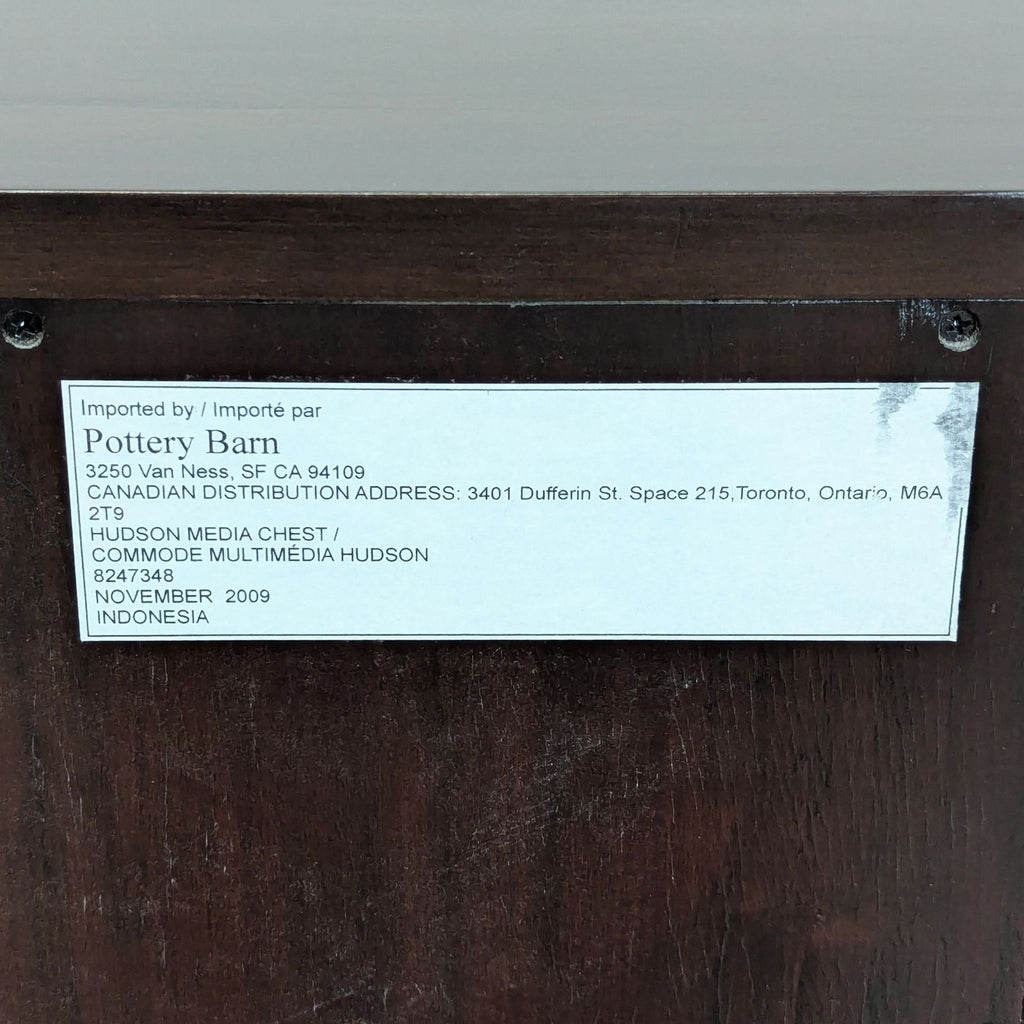 Imported by / Importé par
Pottery Barn
3250 Van Ness, SF CA 94109
CANADIAN DISTRIBUTION ADDRESS: 3401 Dufferin St. Space 215,Toronto, Ontario, M6A
2T9
HUDSON MEDIA CHEST /
COMMODE MULTIMÉDIA HUDSON
8247348
NOVEMBER 2009
INDONESIA